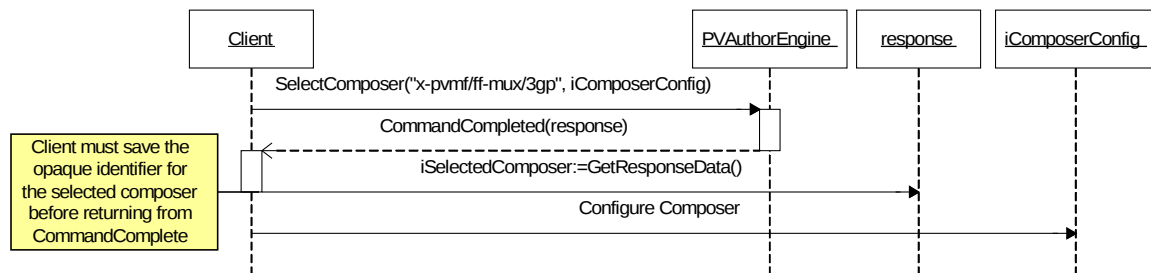 Client
PVAuthorEngine
response
iComposerConfig
SelectComposer("x-pvmf/ff-mux/3gp", iComposerConfig)
CommandCompleted(response)
Client must save the
opaque identifier for
the selected composer
before returning from
CommandComplete
iSelectedComposer:=GetResponseData()
Configure Composer